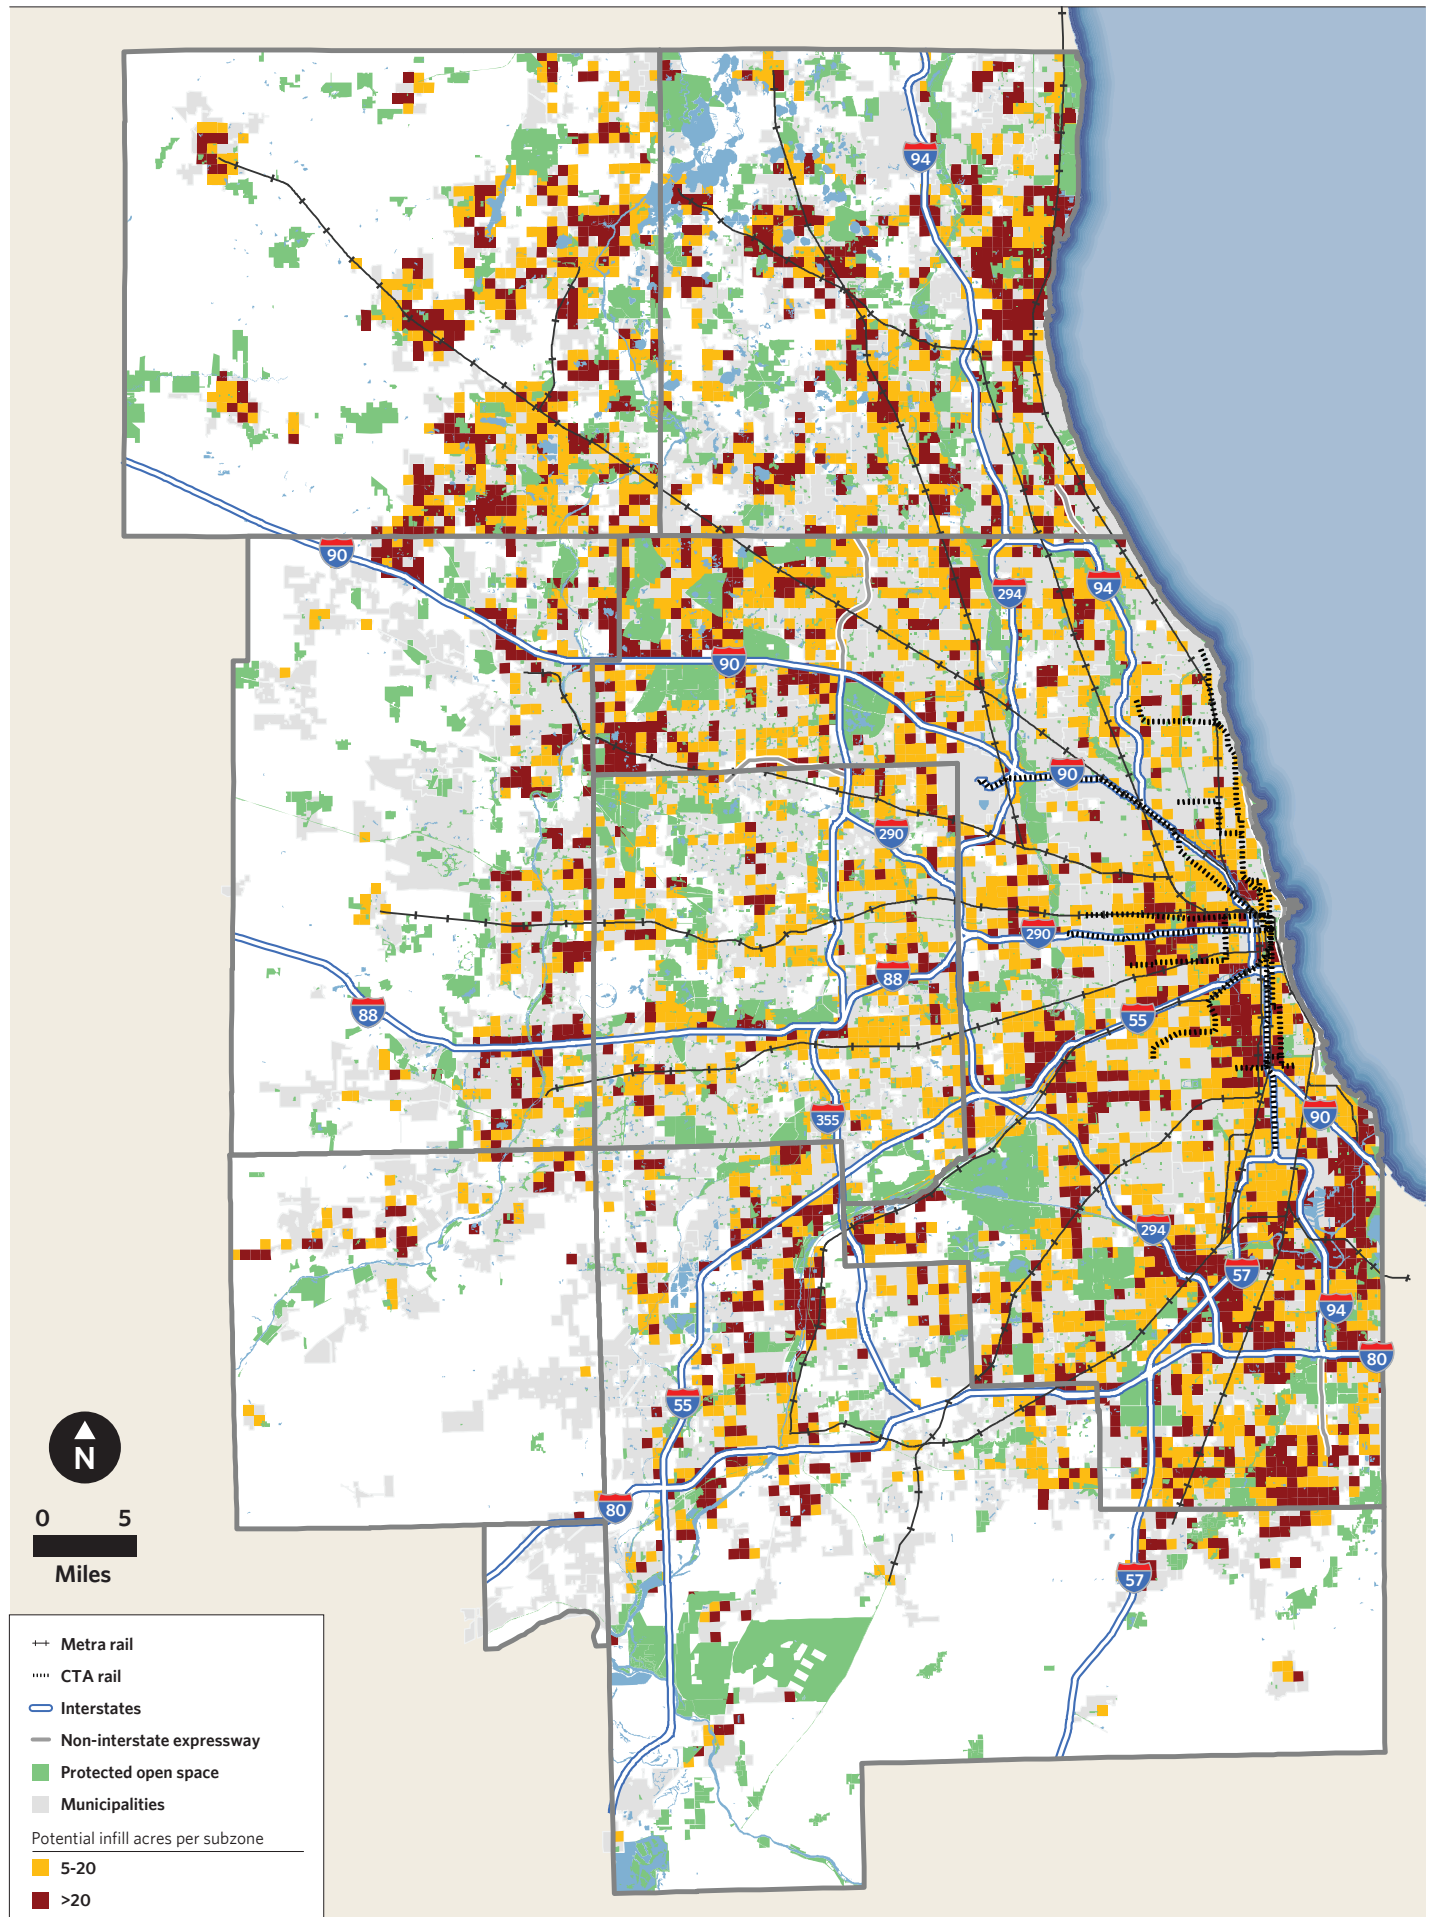 94
90
294
94
90
90
290
290
88
88
55
355
90
294
57
94
80
55
80
57
N
0 5
Miles
Metra rail
CTA rail
Interstates
Non-interstate expressway
Protected open space
Municipalities
Potential infill acres per subzone
5-20
>20